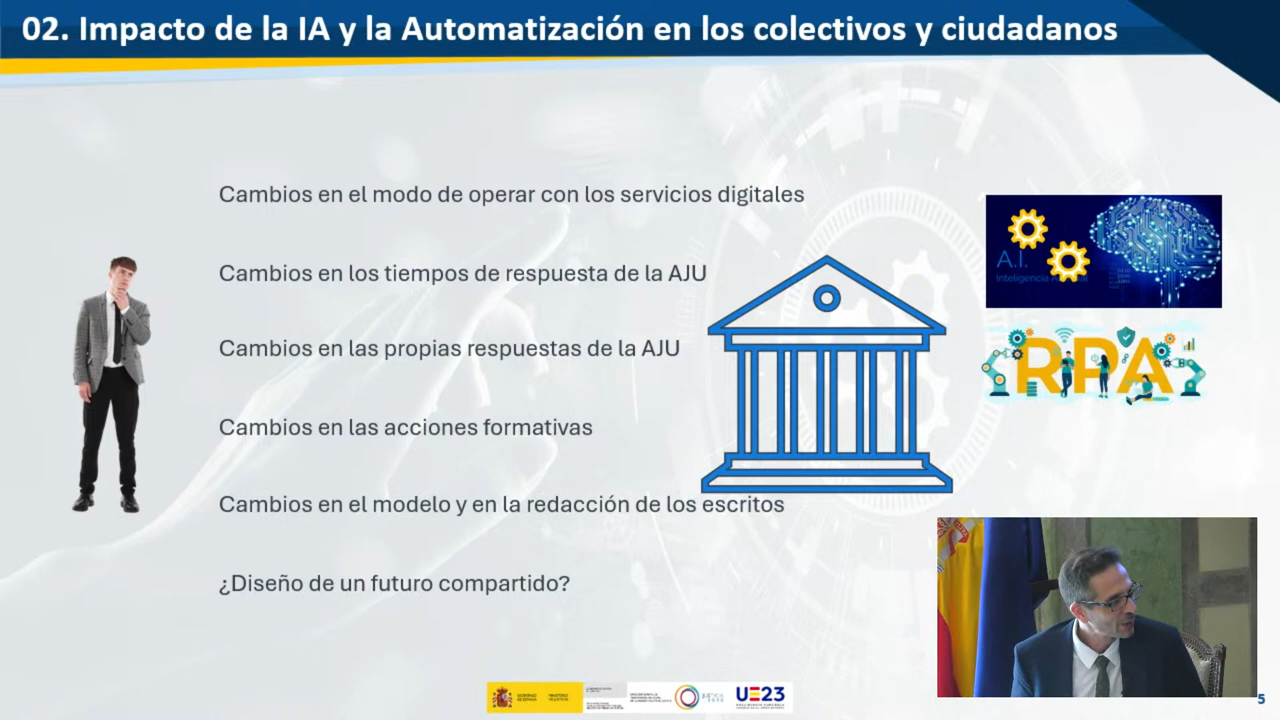 02. Impacto de la IA y la Automatización en los colectivos y ciudadanos
Cambios en el modo de operar con los servicios digitales
Cambios en los tiempos de respuesta de la AJU
Cambios en las propias respuestas de la AJU
Cambios en las acciones formativas
Cambios en el modelo y en la redacción de los escritos
¿Diseño de un futuro compartido?
A.I.
RPA
UE23
5